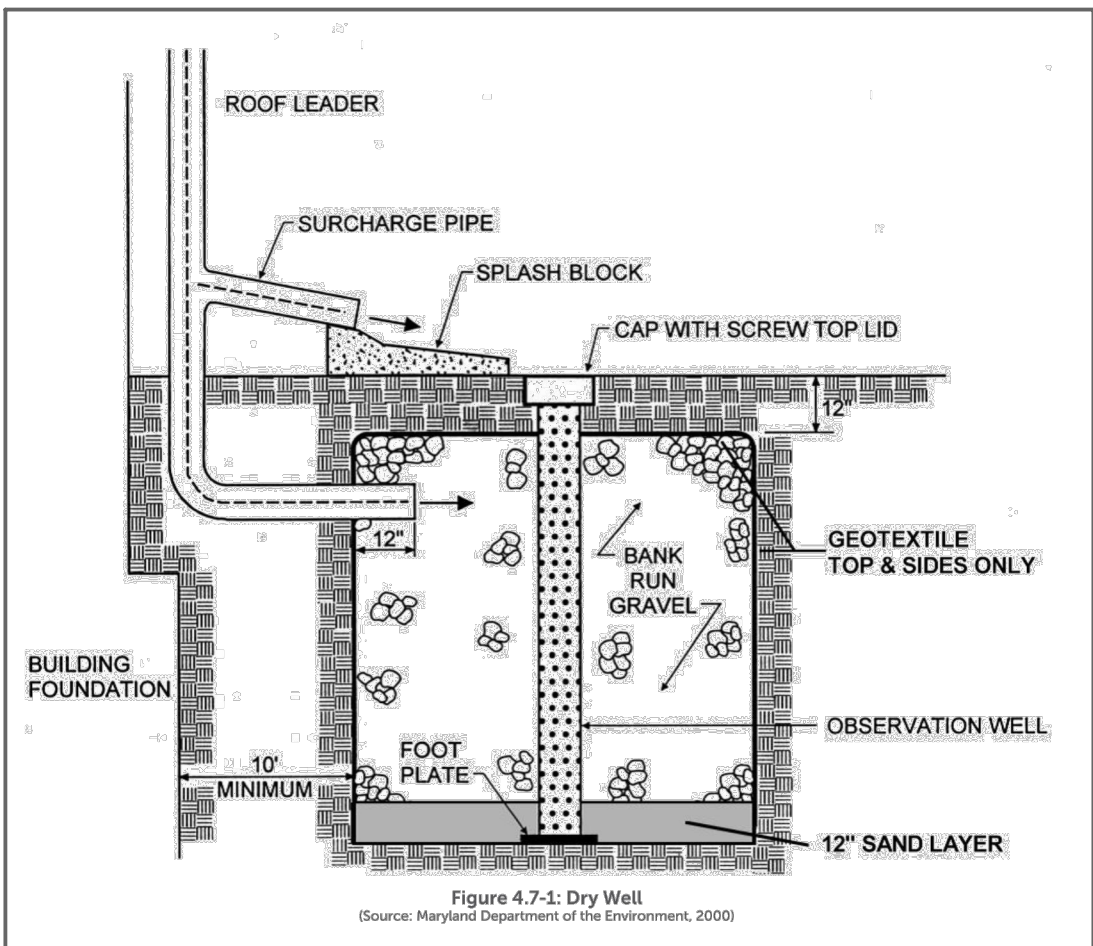 ROOF LEADER
SURCHARGE PIPE
SPLASH BLOCK
CAP WITH SCREW TOP LID
12"
12"
GEOTEXTILE
TOP & SIDES ONLY
BANK
RUN
GRAVEL
BUILDING
FOUNDATION
OBSERVATION WELL
FOOT
PLATE
10'
MINIMUM
12" SAND LAYER
Figure 4.7-1: Dry Well
(Source: Maryland Department of the Environment, 2000)